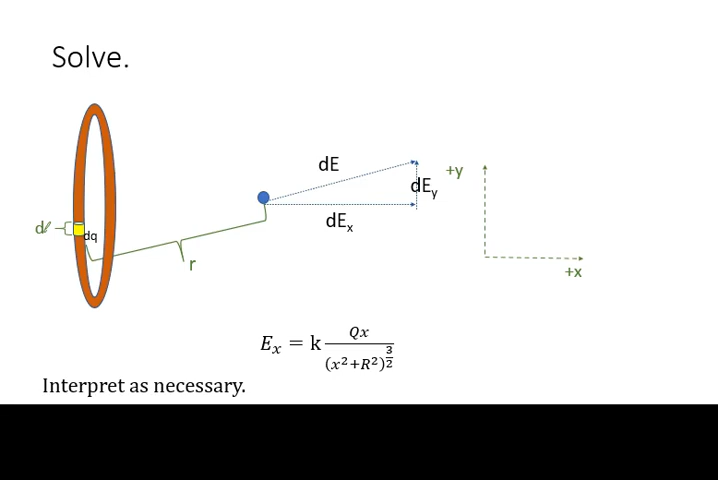 Solve.
dE
+y
dE_y
dE_x
dℓ
dq
r
+x
E_x = k Qx / (x² + R²)^(3/2)
Interpret as necessary.